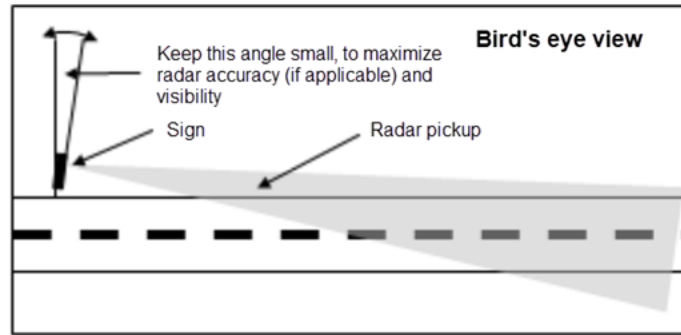 Bird's eye view
Keep this angle small, to maximize
radar accuracy (if applicable) and
visibility
Sign
Radar pickup